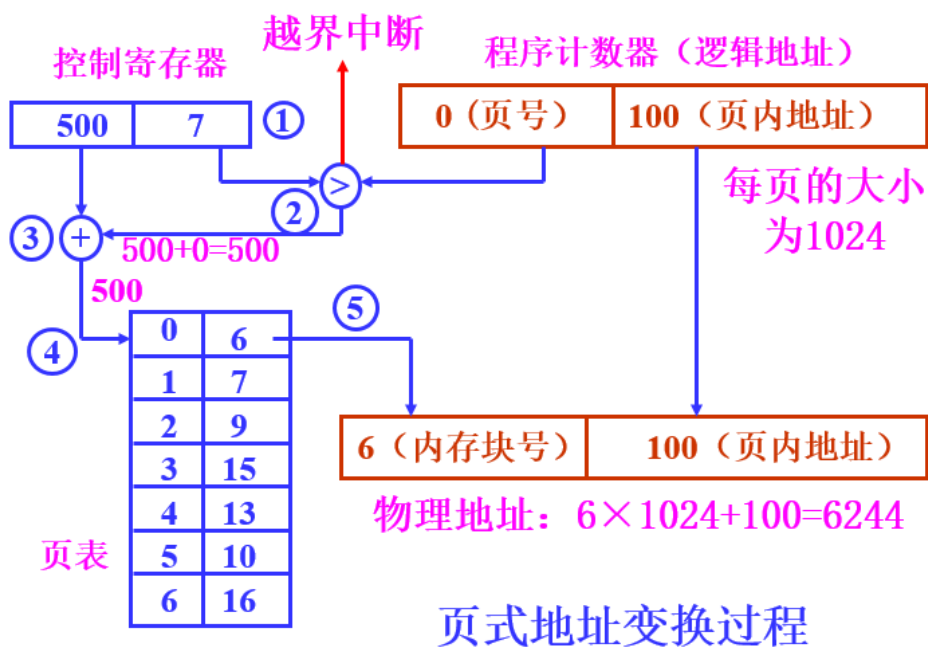 越界中断
控制寄存器
程序计数器（逻辑地址）
500 7 ①
0（页号） 100（页内地址）
>
每页的大小
为1024
②
③ +
500+0=500
500
④
⑤
0 6
1 7
2 9
3 15
4 13
5 10
6 16
页表
6（内存块号） 100（页内地址）
物理地址：6×1024+100=6244
页式地址变换过程